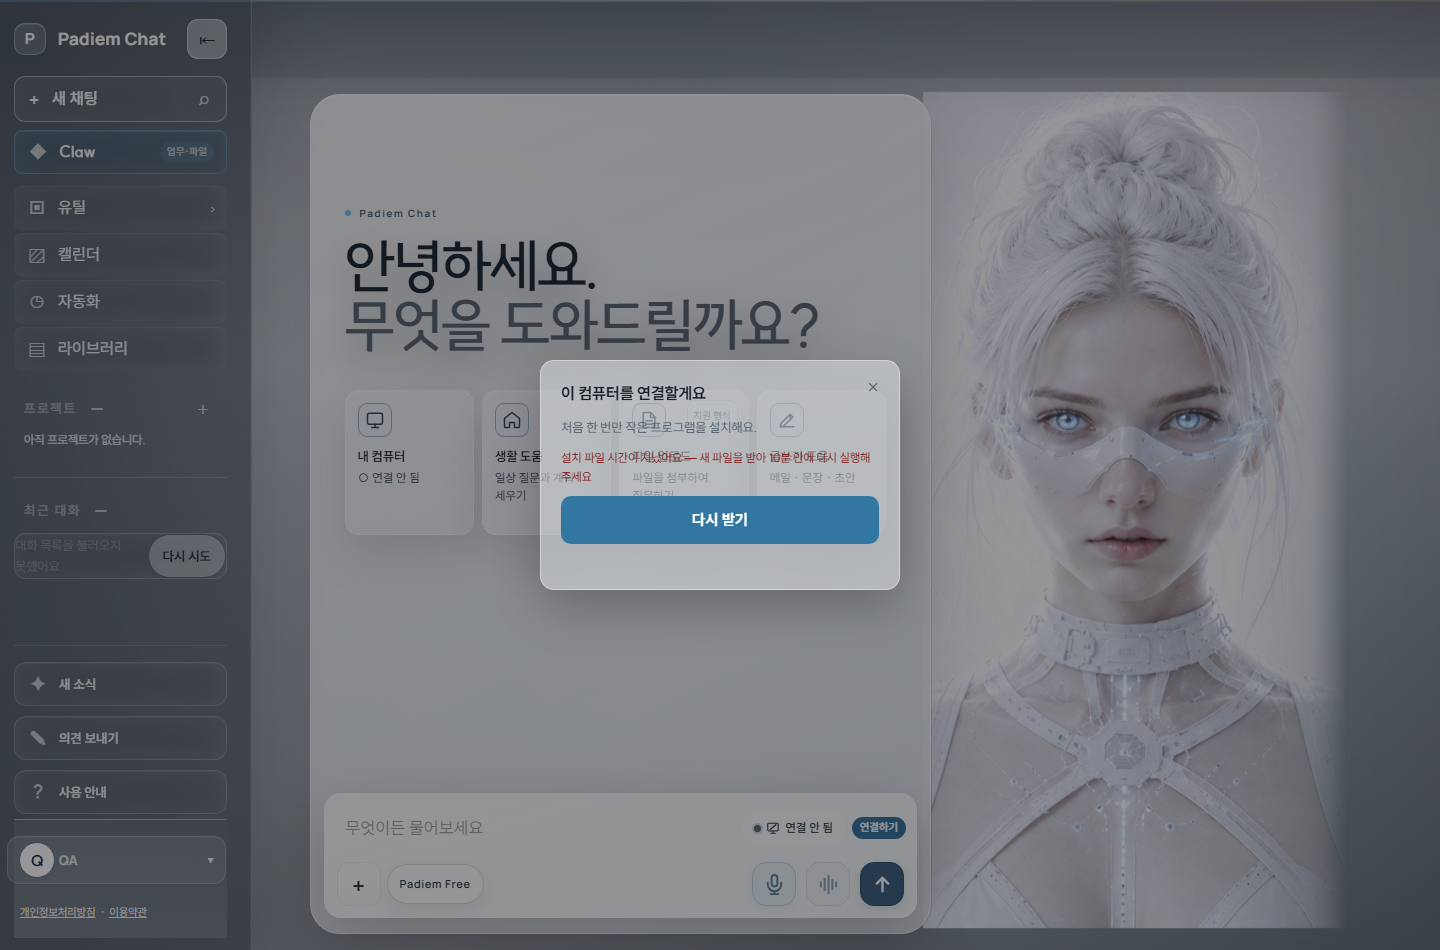 P Padiem Chat
+ 새 채팅
Claw 업무·파일
유틸
캘린더
자동화
라이브러리
프로젝트
아직 프로젝트가 없습니다.
최근 대화
대화 목록을 불러오지
못했어요
다시 시도
새 소식
의견 보내기
? 사용 안내
Q QA
개인정보처리방침 · 이용약관
Padiem Chat
안녕하세요.
무엇을 도와드릴까요?
내 컴퓨터
연결 안 됨
생활 도움
일상 질문과
세우기
지원 형식
파일을 첨부하여
질문하기
메일 · 문장 · 초안
이 컴퓨터를 연결할게요
처음 한 번만 작은 프로그램을 설치해요.
설치 파일 시간이 지났어요 — 새 파일을 받아 10분 안에 다시 실행해
주세요
다시 받기
무엇이든 물어보세요
연결 안 됨
연결하기
+ Padiem Free